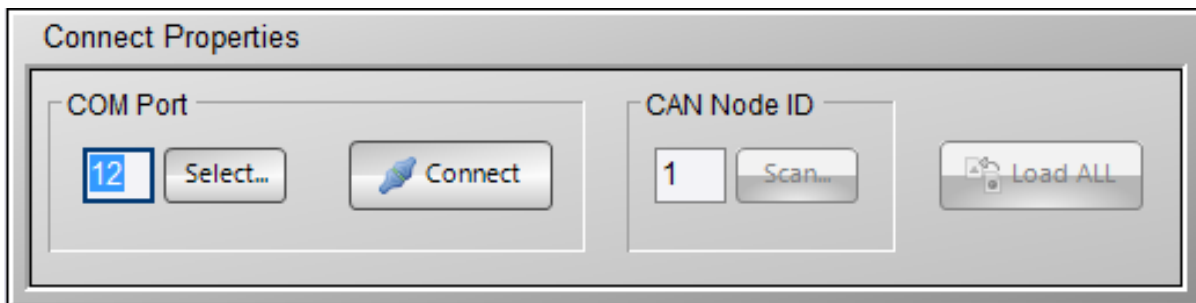 Connect Properties
COM Port
12
Select...
Connect
CAN Node ID
1
Scan...
Load ALL